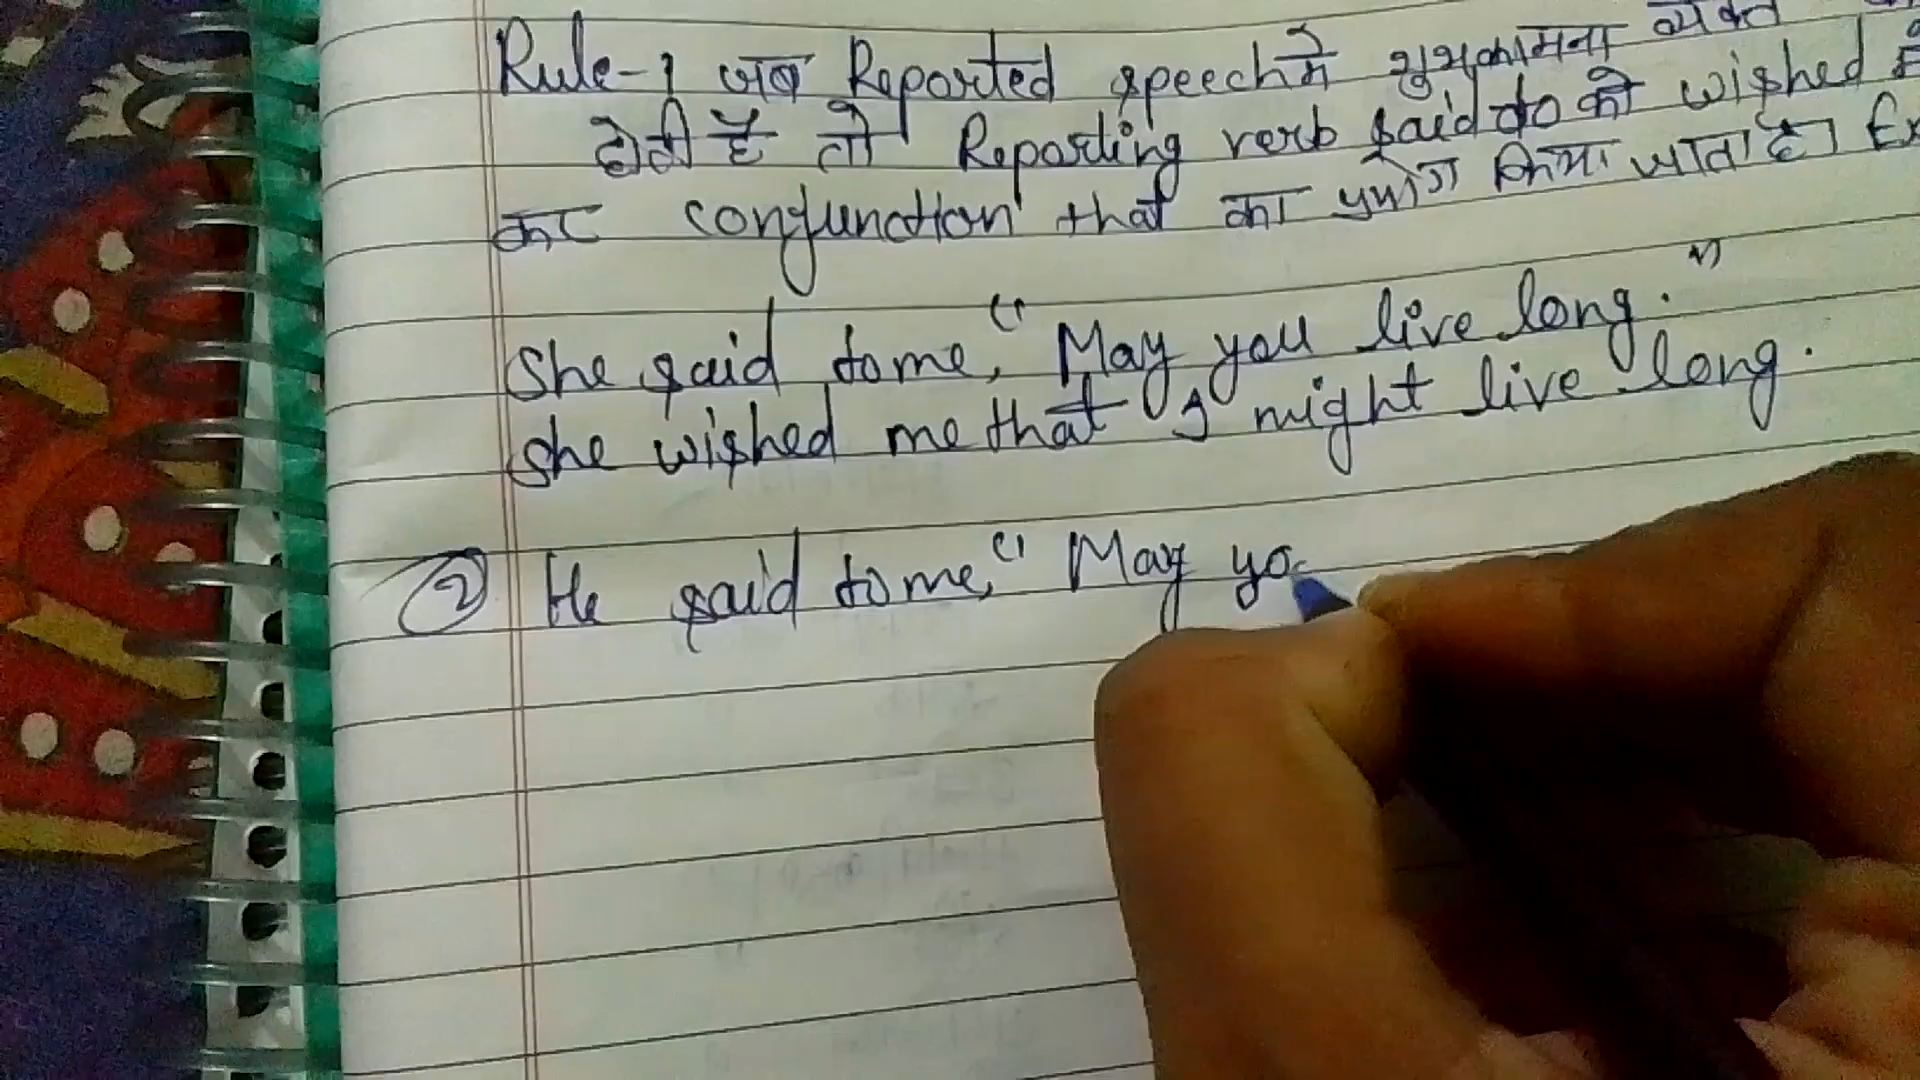 Rule-1 जब Reported speech में शुभकामना व्यक्त
होती है तो Reporting verb said to को wished में
कर conjunction that का प्रयोग किया जाता है। Ex
She said to me, "May you live long."
She wished me that I might live long.
② He said to me, "May yo